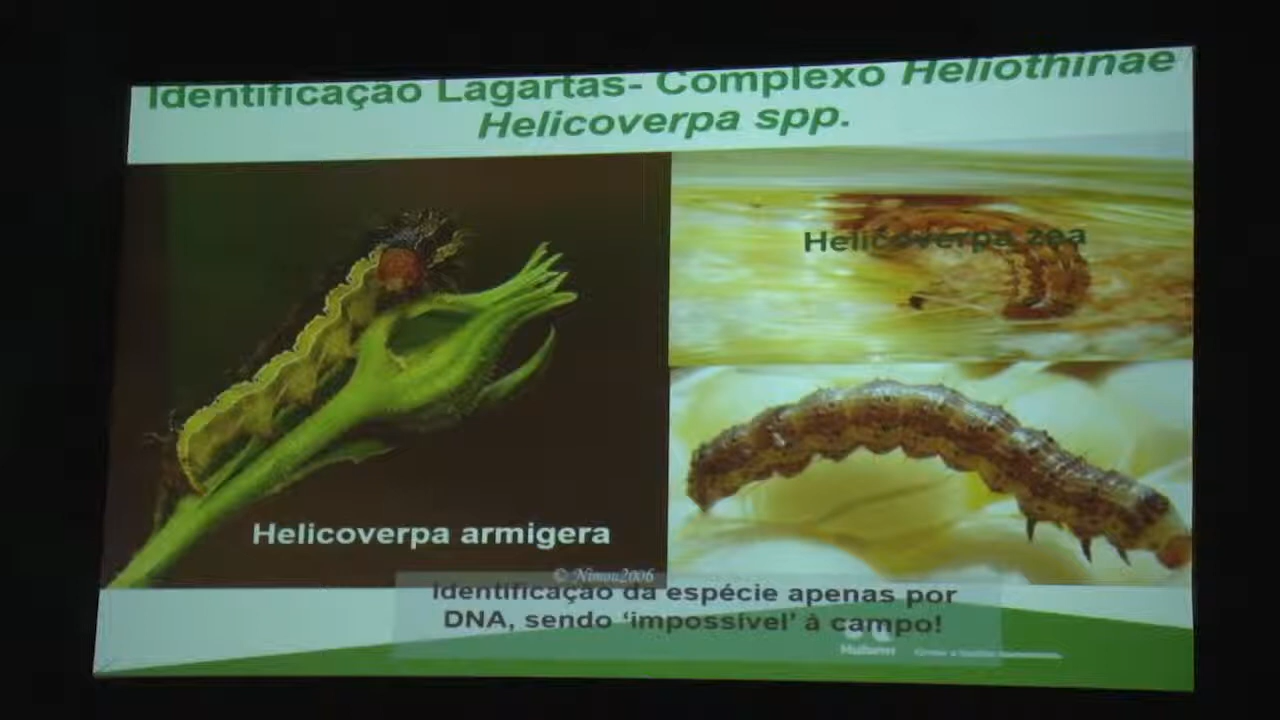 Identificação Lagartas- Complexo Heliothinae
Helicoverpa spp.
Helicoverpa zea
Helicoverpa armigera
© Nimou2006
Identificação da espécie apenas por
DNA, sendo ‘impossível’ à campo!